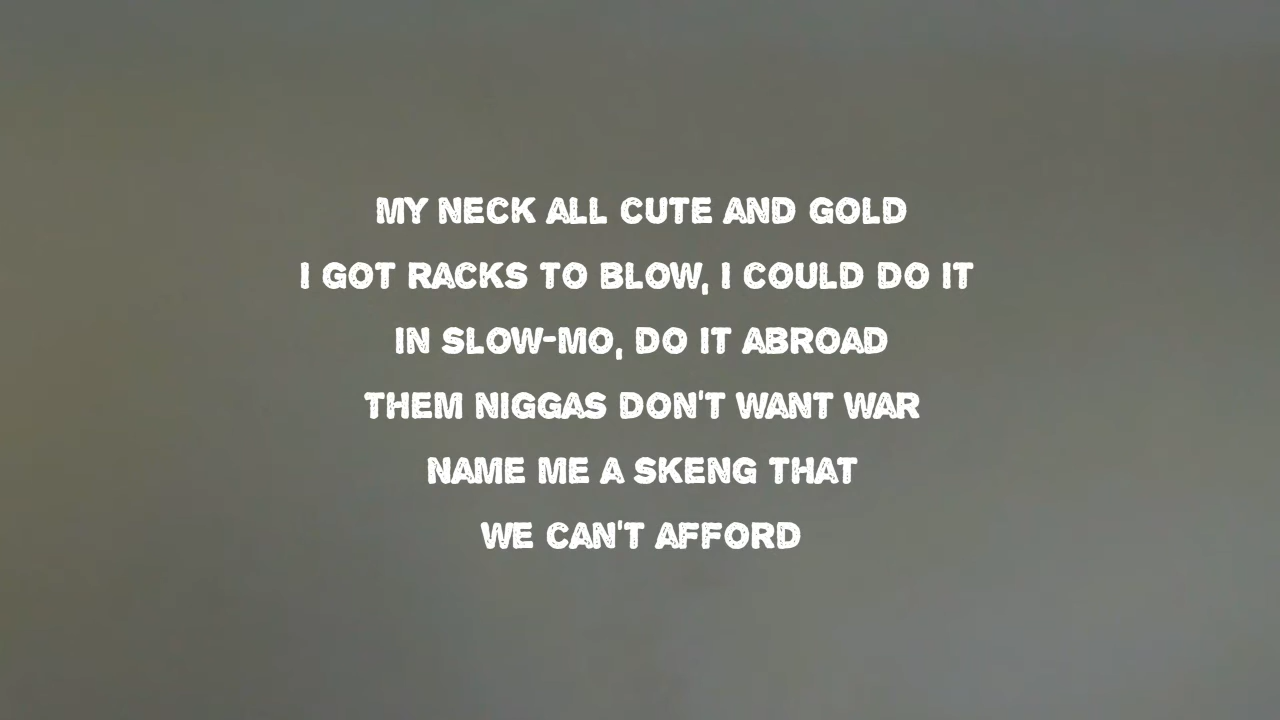 MY NECK ALL CUTE AND GOLD
I GOT RACKS TO BLOW, I COULD DO IT
IN SLOW-MO, DO IT ABROAD
THEM NIGGAS DON'T WANT WAR
NAME ME A SKENG THAT
WE CAN'T AFFORD